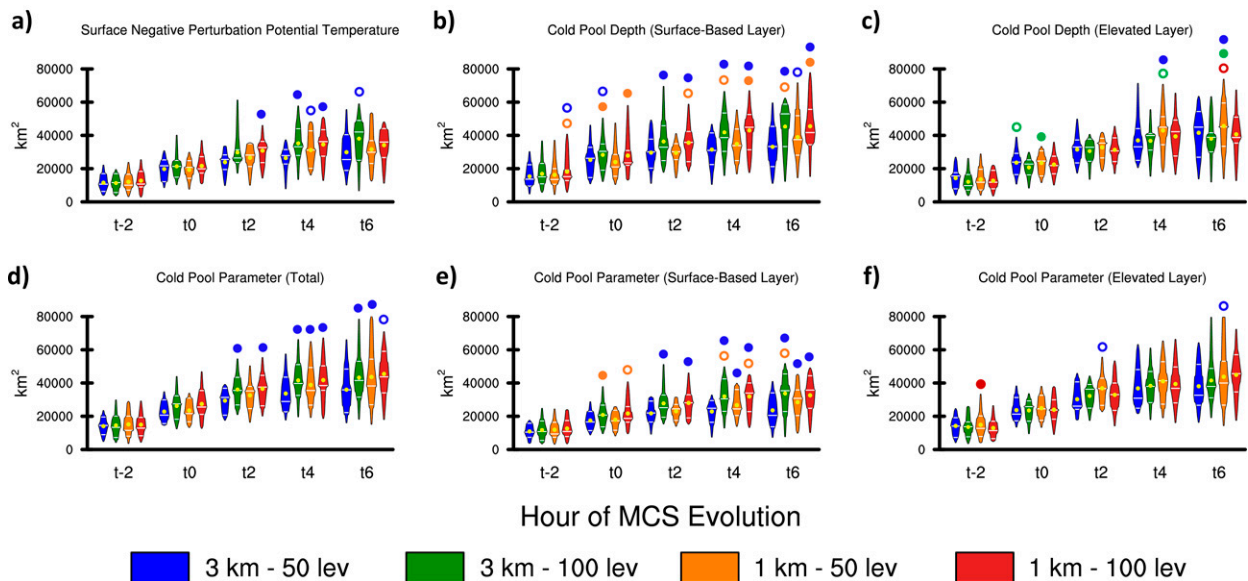 a) Surface Negative Perturbation Potential Temperature
km²
80000
60000
40000
20000
0
t-2 t0 t2 t4 t6
b) Cold Pool Depth (Surface-Based Layer)
km²
80000
60000
40000
20000
0
t-2 t0 t2 t4 t6
c) Cold Pool Depth (Elevated Layer)
km²
80000
60000
40000
20000
0
t-2 t0 t2 t4 t6
d) Cold Pool Parameter (Total)
km²
80000
60000
40000
20000
0
t-2 t0 t2 t4 t6
e) Cold Pool Parameter (Surface-Based Layer)
km²
80000
60000
40000
20000
0
t-2 t0 t2 t4 t6
f) Cold Pool Parameter (Elevated Layer)
km²
80000
60000
40000
20000
0
t-2 t0 t2 t4 t6
Hour of MCS Evolution
3 km - 50 lev 3 km - 100 lev 1 km - 50 lev 1 km - 100 lev